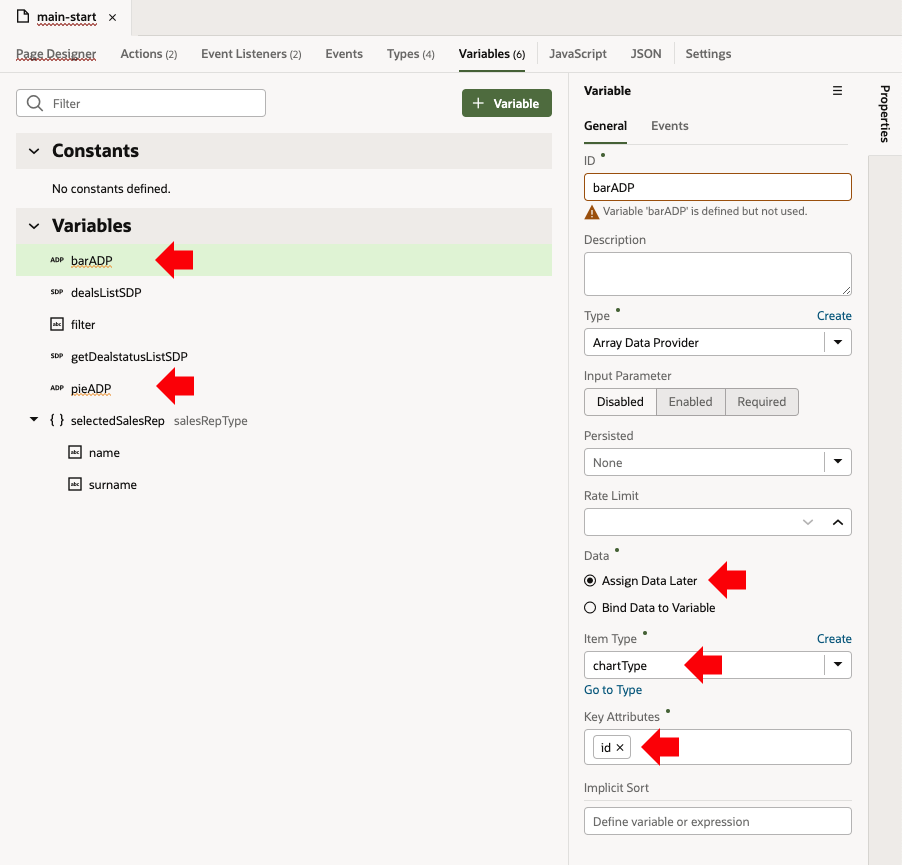 main-start ×
Page Designer Actions (2) Event Listeners (2) Events Types (4) Variables (6) JavaScript JSON Settings
Filter
+ Variable
Constants
No constants defined.
Variables
ADP barADP
SDP dealsListSDP
abc filter
SDP getDealstatusListSDP
ADP pieADP
{ } selectedSalesRep salesRepType
abc name
abc surname
Variable
General Events
ID
barADP
Variable 'barADP' is defined but not used.
Description
Type Create
Array Data Provider
Input Parameter
Disabled Enabled Required
Persisted
None
Rate Limit
Data
Assign Data Later
Bind Data to Variable
Item Type Create
chartType
Go to Type
Key Attributes
id ×
Implicit Sort
Define variable or expression
Properties